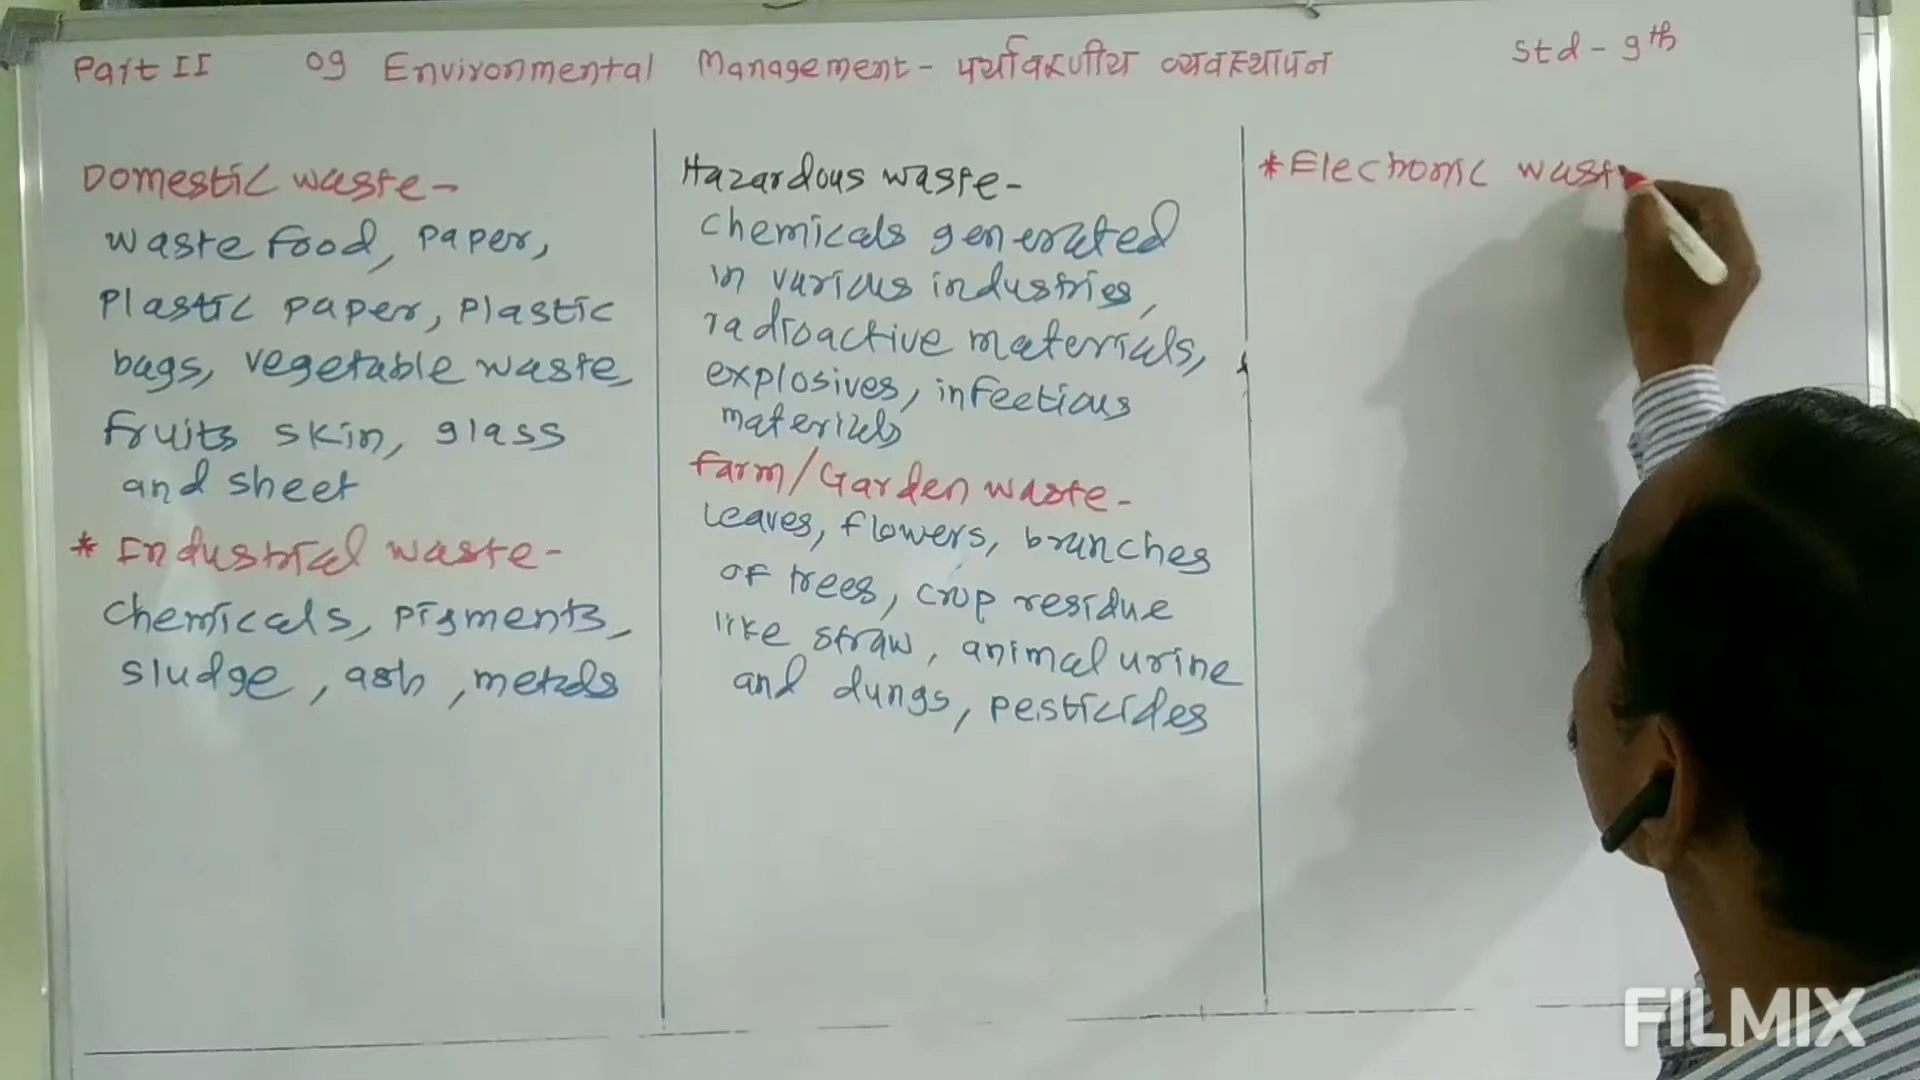 Part II 09 Environmental Management - पर्यावरणीय व्यवस्थापन Std - 9th
Domestic waste -
waste food, paper,
Plastic paper, plastic
bags, vegetable waste,
fruits skin, glass
and sheet
* Industrial waste -
chemicals, pigments,
sludge, ash, metals
Hazardous waste -
chemicals generated
in various industries,
radioactive materials,
explosives, infectious
materials
farm/Garden waste -
leaves, flowers, branches
of trees, crop residue
like straw, animal urine
and dungs, pesticides
* Electronic wast
FILMIX